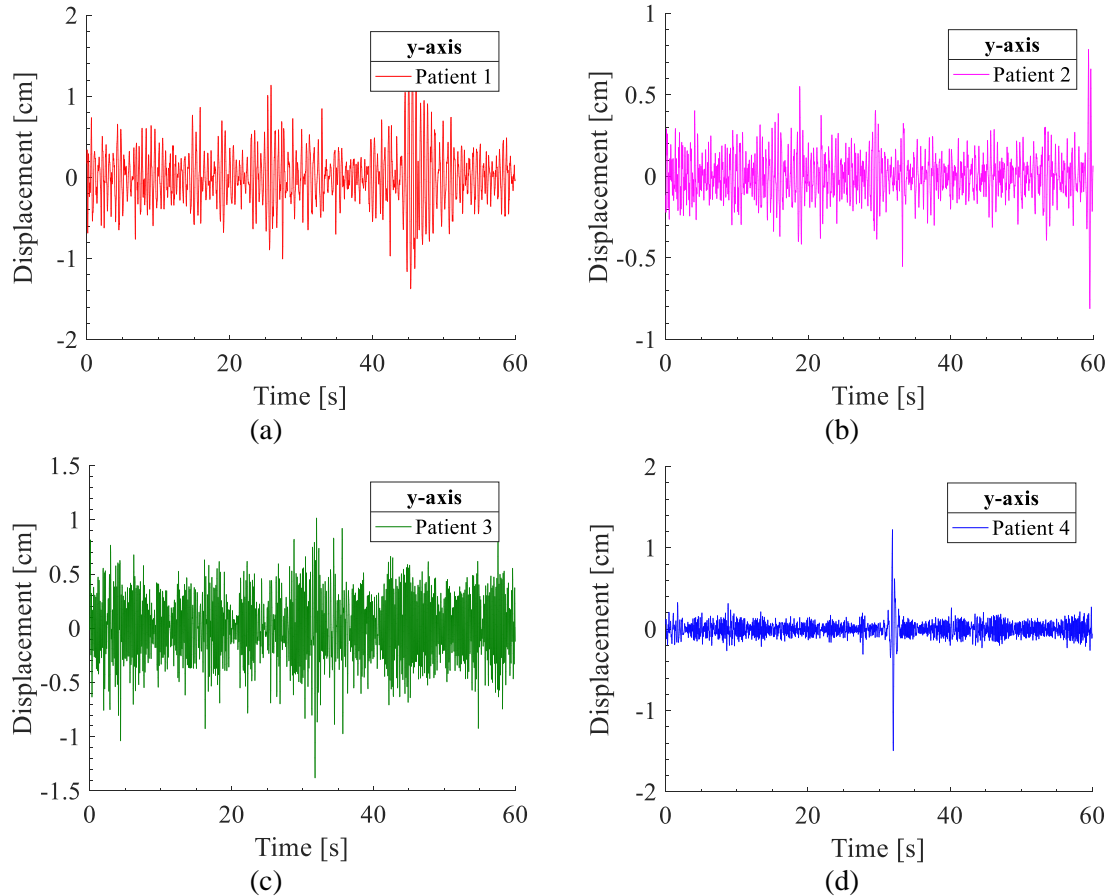 2
1
0
-1
-2
Displacement [cm]
0
20
40
60
Time [s]
y-axis
Patient 1
(a)
1
0.5
0
-0.5
-1
Displacement [cm]
0
20
40
60
Time [s]
y-axis
Patient 2
(b)
1.5
1
0.5
0
-0.5
-1
-1.5
Displacement [cm]
0
20
40
60
Time [s]
y-axis
Patient 3
(c)
2
1
0
-1
-2
Displacement [cm]
0
20
40
60
Time [s]
y-axis
Patient 4
(d)